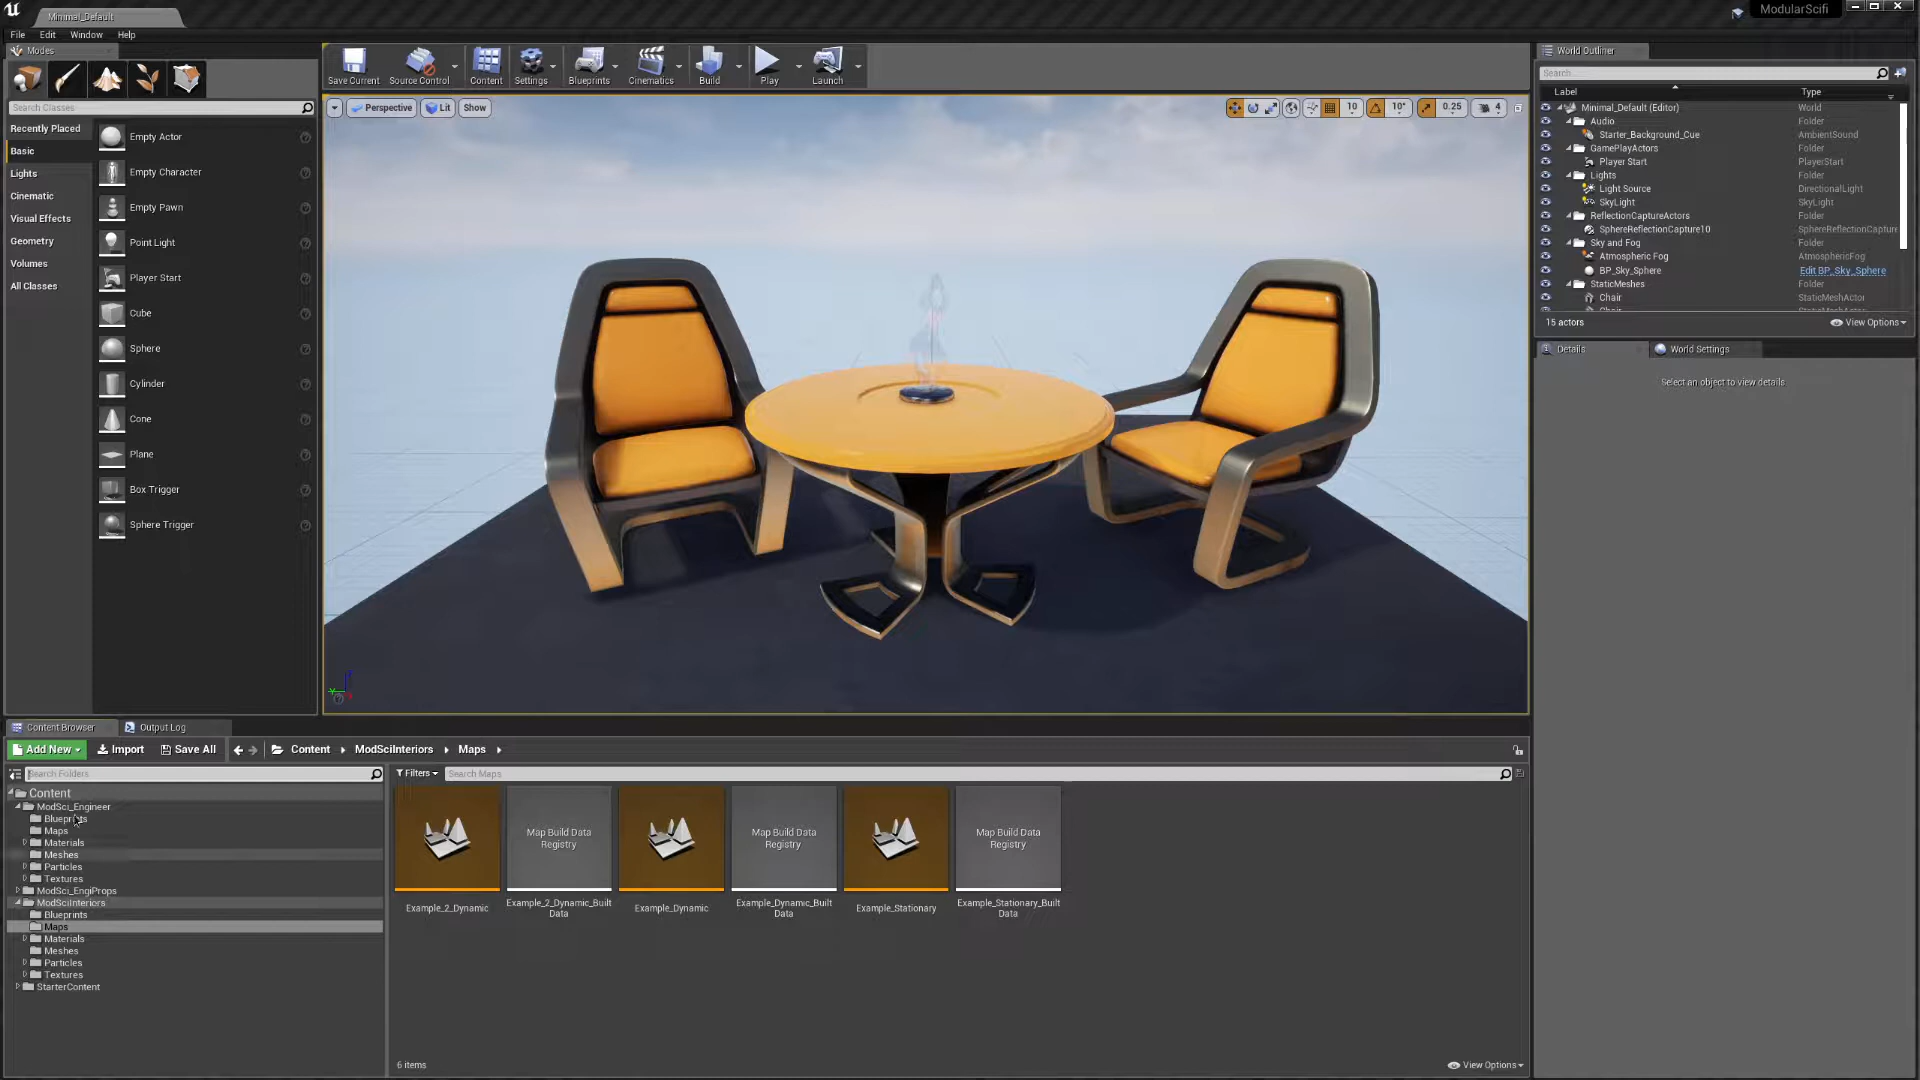 Minimal_Default
ModularScifi
File Edit Window Help
Modes
Search Classes
Recently Placed
Basic
Lights
Cinematic
Visual Effects
Geometry
Volumes
All Classes
Empty Actor
Empty Character
Empty Pawn
Point Light
Player Start
Cube
Sphere
Cylinder
Cone
Plane
Box Trigger
Sphere Trigger
Save Current Source Control Content Settings Blueprints Cinematics Build Play Launch
Perspective Lit Show
10 10° 0.25 4
World Outliner
Search...
Label Type
Minimal_Default (Editor) World
Audio Folder
Starter_Background_Cue AmbientSound
GamePlayActors Folder
Player Start PlayerStart
Lights Folder
Light Source DirectionalLight
SkyLight SkyLight
ReflectionCaptureActors Folder
SphereReflectionCapture10 SphereReflectionCapture
Sky and Fog Folder
Atmospheric Fog AtmosphericFog
BP_Sky_Sphere Edit BP_Sky_Sphere
StaticMeshes Folder
Chair StaticMeshActor
15 actors View Options
Details World Settings
Select an object to view details
Content Browser Output Log
Add New Import Save All Content ModSciInteriors Maps
Search Folders
Filters Search Maps
Content
ModSci_Engineer
Blueprints
Maps
Materials
Meshes
Particles
Textures
ModSci_EngiProps
ModSciInteriors
Blueprints
Maps
Materials
Meshes
Particles
Textures
StarterContent
Map Build Data
Registry
Map Build Data
Registry
Map Build Data
Registry
Example_2_Dynamic
Example_2_Dynamic_Built
Data
Example_Dynamic
Example_Dynamic_Built
Data
Example_Stationary
Example_Stationary_Built
Data
6 items View Options